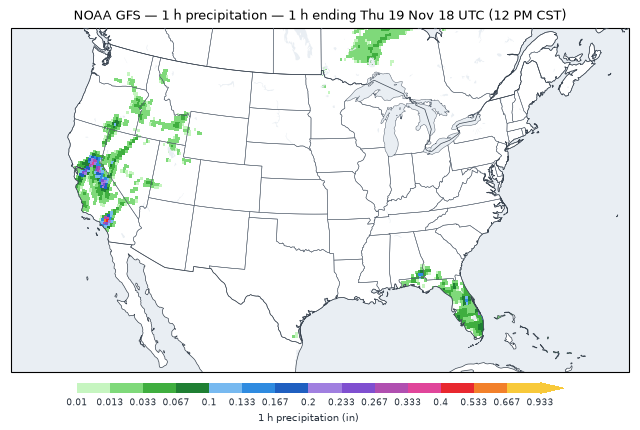 NOAA GFS — 1 h precipitation — 1 h ending Thu 19 Nov 18 UTC (12 PM CST)
0.01 0.013 0.033 0.067 0.1 0.133 0.167 0.2 0.233 0.267 0.333 0.4 0.533 0.667 0.933
1 h precipitation (in)